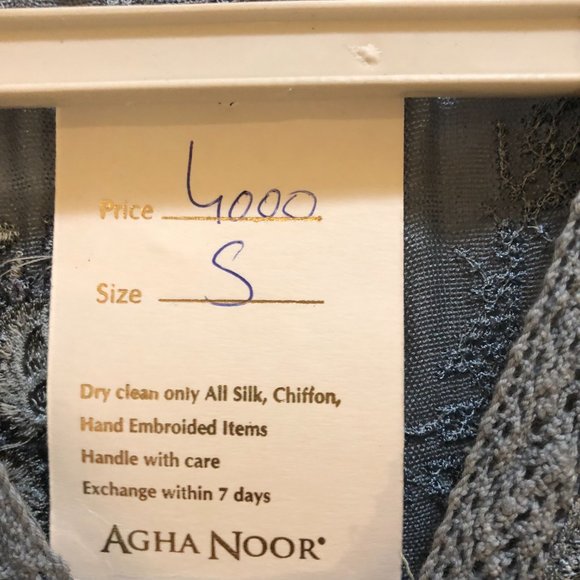 Price 4000
Size S
Dry clean only All Silk, Chiffon,
Hand Embroided Items
Handle with care
Exchange within 7 days
AGHA NOOR